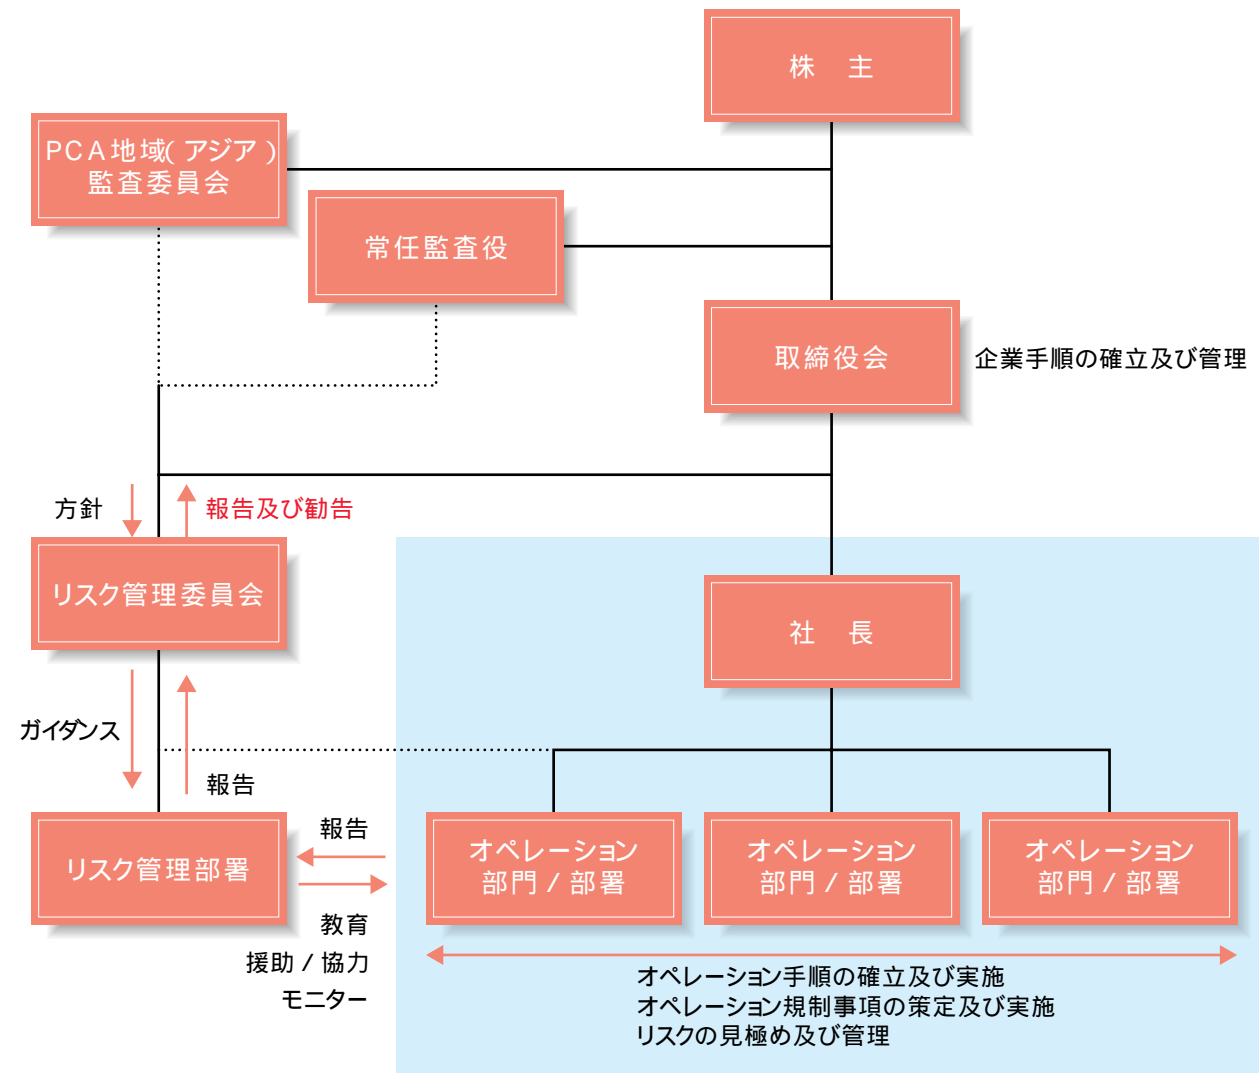 株　主
PCA地域(アジア)
監査委員会
常任監査役
取締役会
企業手順の確立及び管理
方針
報告及び勧告
リスク管理委員会
社　長
ガイダンス
報告
報告
リスク管理部署
オペレーション
部門 / 部署
オペレーション
部門 / 部署
オペレーション
部門 / 部署
教育
援助 / 協力
モニター
オペレーション手順の確立及び実施
オペレーション規制事項の策定及び実施
リスクの見極め及び管理